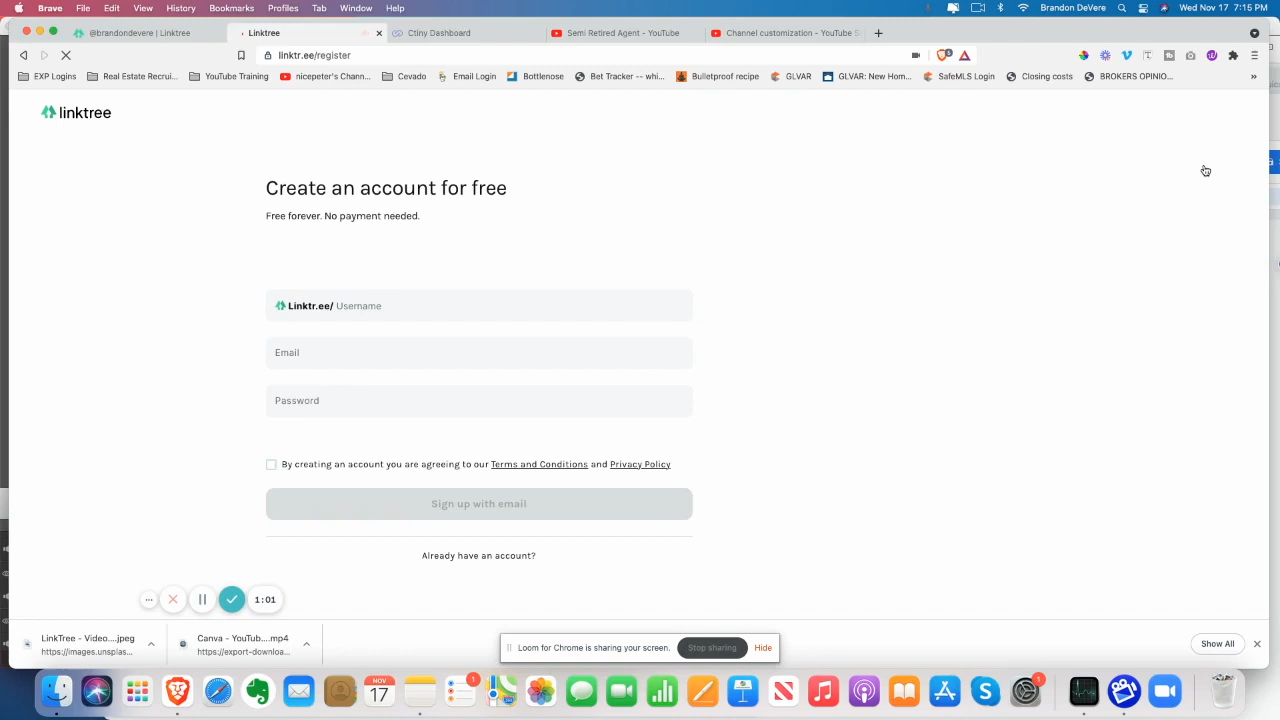 Brave File Edit View History Bookmarks Profiles Tab Window Help Brandon DeVere Wed Nov 17 7:15 PM
@brandondevere | Linktree Linktree Ctiny Dashboard Semi Retired Agent - YouTube Channel customization - YouTube S
linktr.ee/register
EXP Logins Real Estate Recrui... YouTube Training nicepeter's Chann... Cevado Email Login Bottlenose Bet Tracker -- whi... Bulletproof recipe GLVAR GLVAR: New Hom... SafeMLS Login Closing costs BROKERS OPINIO... »
linktree
Create an account for free
Free forever. No payment needed.
Linktr.ee/ Username
Email
Password
By creating an account you are agreeing to our Terms and Conditions and Privacy Policy
Sign up with email
Already have an account?
1:01
LinkTree - Video....jpeg
https://images.unsplas...
Canva - YouTub....mp4
https://export-downloa...
Loom for Chrome is sharing your screen. Stop sharing Hide
Show All
NOV
17
1
1